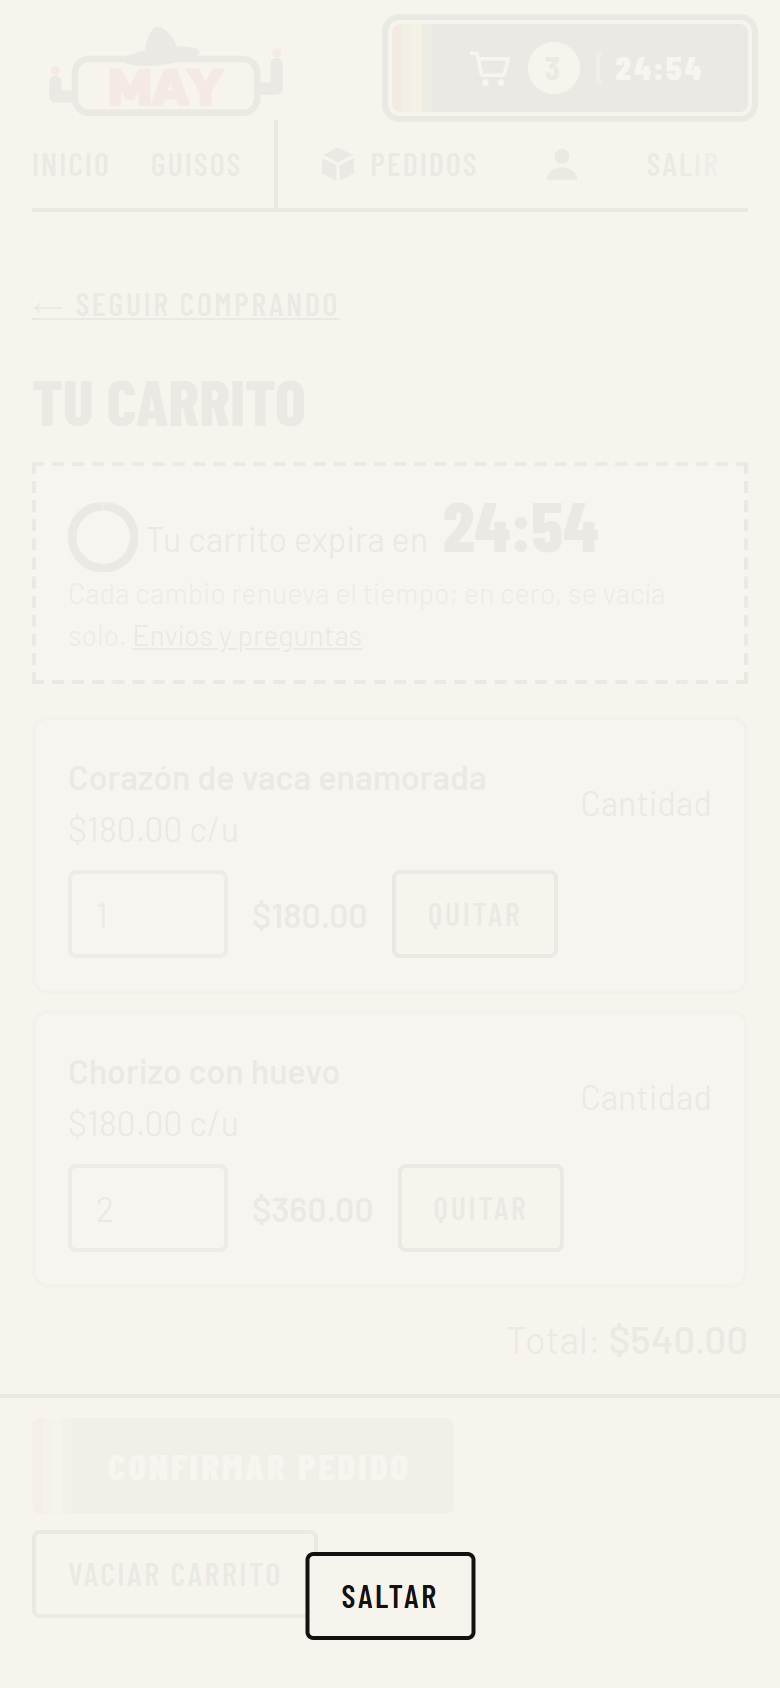 MAY
3
24:54
INICIO
GUISOS
PEDIDOS
SALIR
← SEGUIR COMPRANDO
TU CARRITO
Tu carrito expira en 24:54
Cada cambio renueva el tiempo; en cero, se vacía
solo. Envíos y preguntas
Corazón de vaca enamorada
$180.00 c/u
Cantidad
1
$180.00
QUITAR
Chorizo con huevo
$180.00 c/u
Cantidad
2
$360.00
QUITAR
Total: $540.00
CONFIRMAR PEDIDO
VACIAR CARRITO
SALTAR